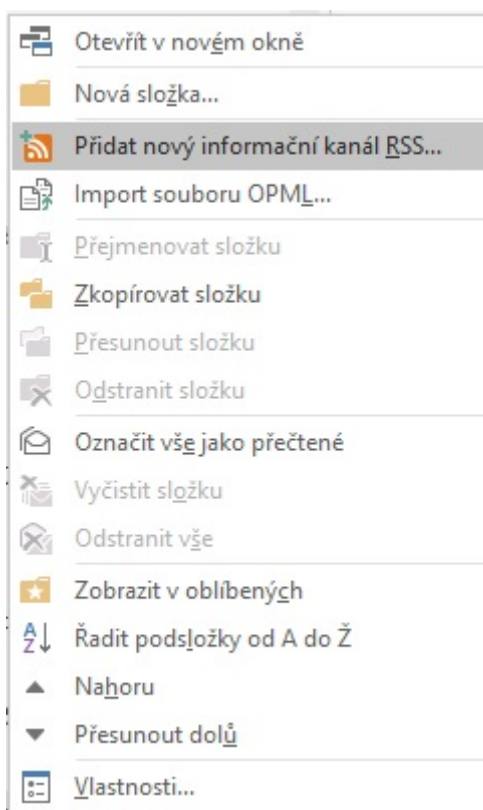 Otevřít v novém okně
Nová složka...
Přidat nový informační kanál RSS...
Import souboru OPML...
Přejmenovat složku
Zkopírovat složku
Přesunout složku
Odstranit složku
Označit vše jako přečtené
Vyčistit složku
Odstranit vše
Zobrazit v oblíbených
Řadit podsložky od A do Ž
Nahoru
Přesunout dolů
Vlastnosti...